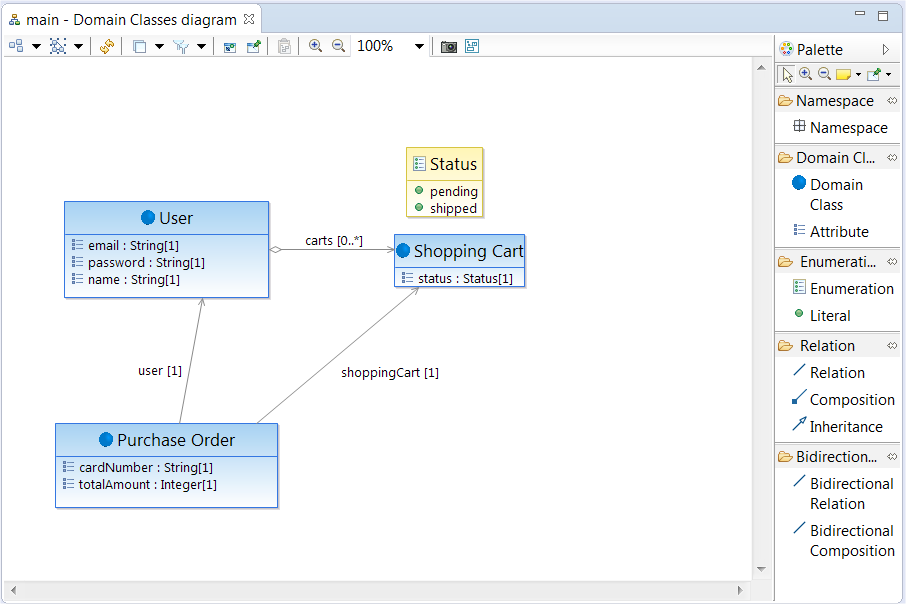 main - Domain Classes diagram
100%
Status
pending
shipped
User
email : String[1]
password : String[1]
name : String[1]
carts [0..*]
Shopping Cart
status : Status[1]
user [1]
shoppingCart [1]
Purchase Order
cardNumber : String[1]
totalAmount : Integer[1]
Palette
Namespace
Namespace
Domain Cl...
Domain
Class
Attribute
Enumerati...
Enumeration
Literal
Relation
Relation
Composition
Inheritance
Bidirection...
Bidirectional
Relation
Bidirectional
Composition